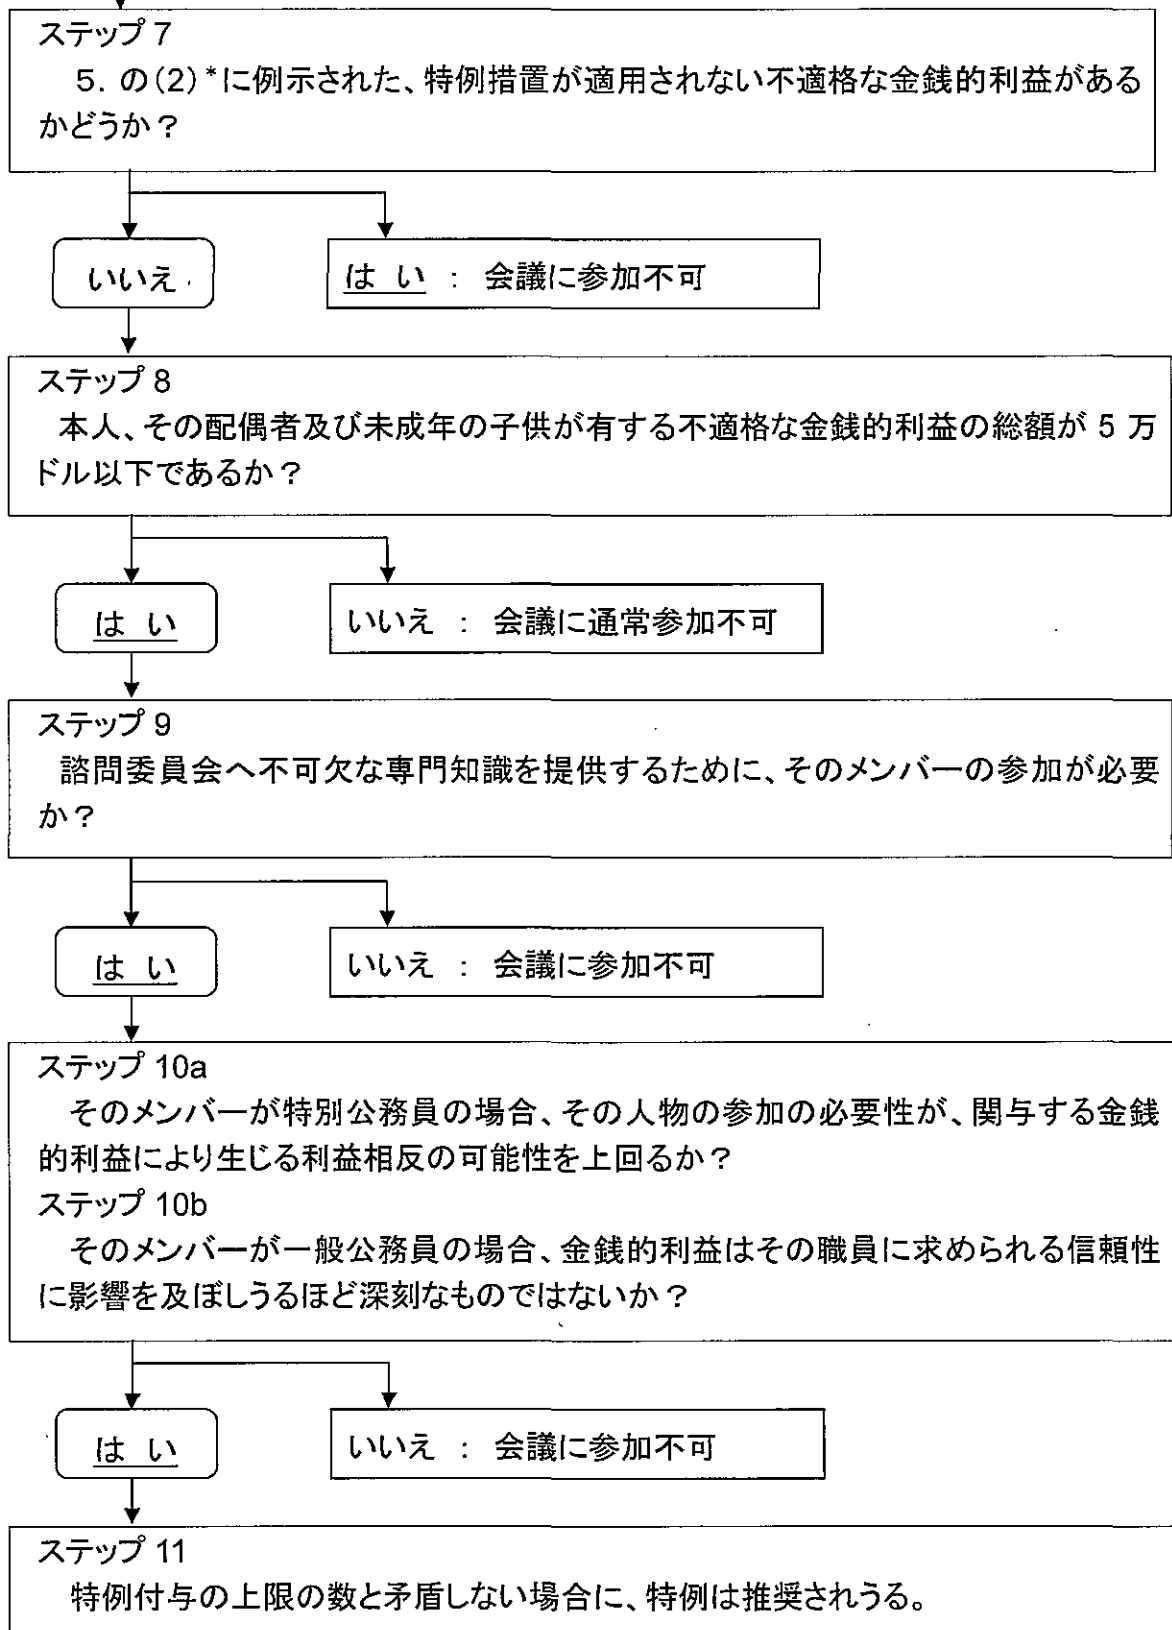 ステップ 7
5. の(2)*に例示された、特例措置が適用されない不適格な金銭的利益がある
かどうか?
いいえ
は い : 会議に参加不可
ステップ 8
本人、その配偶者及び未成年の子供が有する不適格な金銭的利益の総額が 5 万
ドル以下であるか?
は い
いいえ : 会議に通常参加不可
ステップ 9
諮問委員会へ不可欠な専門知識を提供するために、そのメンバーの参加が必要
か?
は い
いいえ : 会議に参加不可
ステップ 10a
そのメンバーが特別公務員の場合、その人物の参加の必要性が、関与する金銭
的利益により生じる利益相反の可能性を上回るか?
ステップ 10b
そのメンバーが一般公務員の場合、金銭的利益はその職員に求められる信頼性
に影響を及ぼしうるほど深刻なものではないか?
は い
いいえ : 会議に参加不可
ステップ 11
特例付与の上限の数と矛盾しない場合に、特例は推奨されうる。